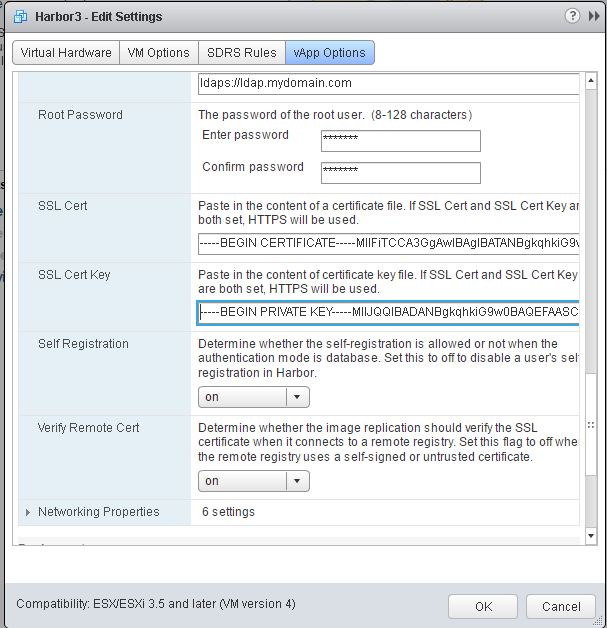 Harbor3 - Edit Settings
Virtual Hardware VM Options SDRS Rules vApp Options
ldaps://ldap.mydomain.com
Root Password
The password of the root user. (8-128 characters)
Enter password *******
Confirm password *******
SSL Cert
Paste in the content of a certificate file. If SSL Cert and SSL Cert Key ar
both set, HTTPS will be used.
-----BEGIN CERTIFICATE-----MIIFiTCCA3GgAwIBAgIBATANBgkqhkiG9w
SSL Cert Key
Paste in the content of certificate key file. If SSL Cert and SSL Cert Key
are both set, HTTPS will be used.
-----BEGIN PRIVATE KEY-----MIIJQQIBADANBgkqhkiG9w0BAQEFAASC
Self Registration
Determine whether the self-registration is allowed or not when the
authentication mode is database. Set this to off to disable a user's sel
registration in Harbor.
on
Verify Remote Cert
Determine whether the image replication should verify the SSL
certificate when it connects to a remote registry. Set this flag to off whe
the remote registry uses a self-signed or untrusted certificate.
on
Networking Properties 6 settings
Compatibility: ESX/ESXi 3.5 and later (VM version 4)
OK Cancel